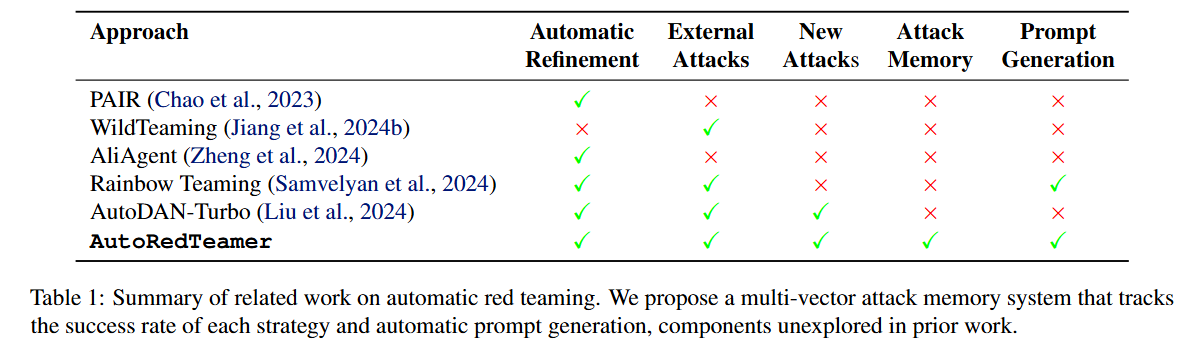 Approach Automatic Refinement External Attacks New Attacks Attack Memory Prompt Generation
PAIR (Chao et al., 2023) ✓ × × × ×
WildTeaming (Jiang et al., 2024b) × ✓ × × ×
AliAgent (Zheng et al., 2024) ✓ × × × ×
Rainbow Teaming (Samvelyan et al., 2024) ✓ ✓ × × ✓
AutoDAN-Turbo (Liu et al., 2024) ✓ ✓ ✓ × ×
AutoRedTeamer ✓ ✓ ✓ ✓ ✓
Table 1: Summary of related work on automatic red teaming. We propose a multi-vector attack memory system that tracks
the success rate of each strategy and automatic prompt generation, components unexplored in prior work.